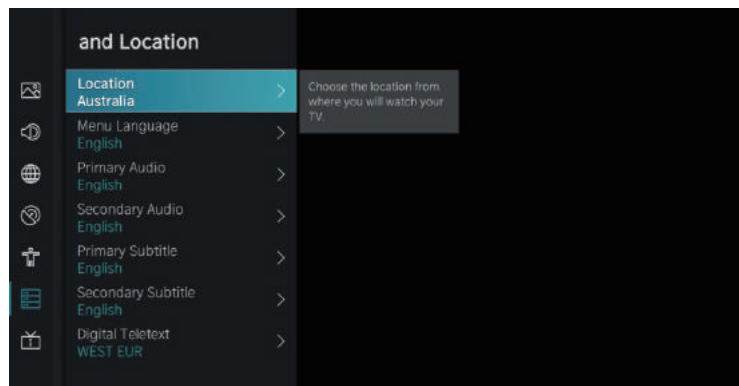 and Location
Location
Australia
Choose the location from
where you will watch your
TV.
Menu Language
English
Primary Audio
English
Secondary Audio
English
Primary Subtitle
English
Secondary Subtitle
English
Digital Teletext
WEST EUR